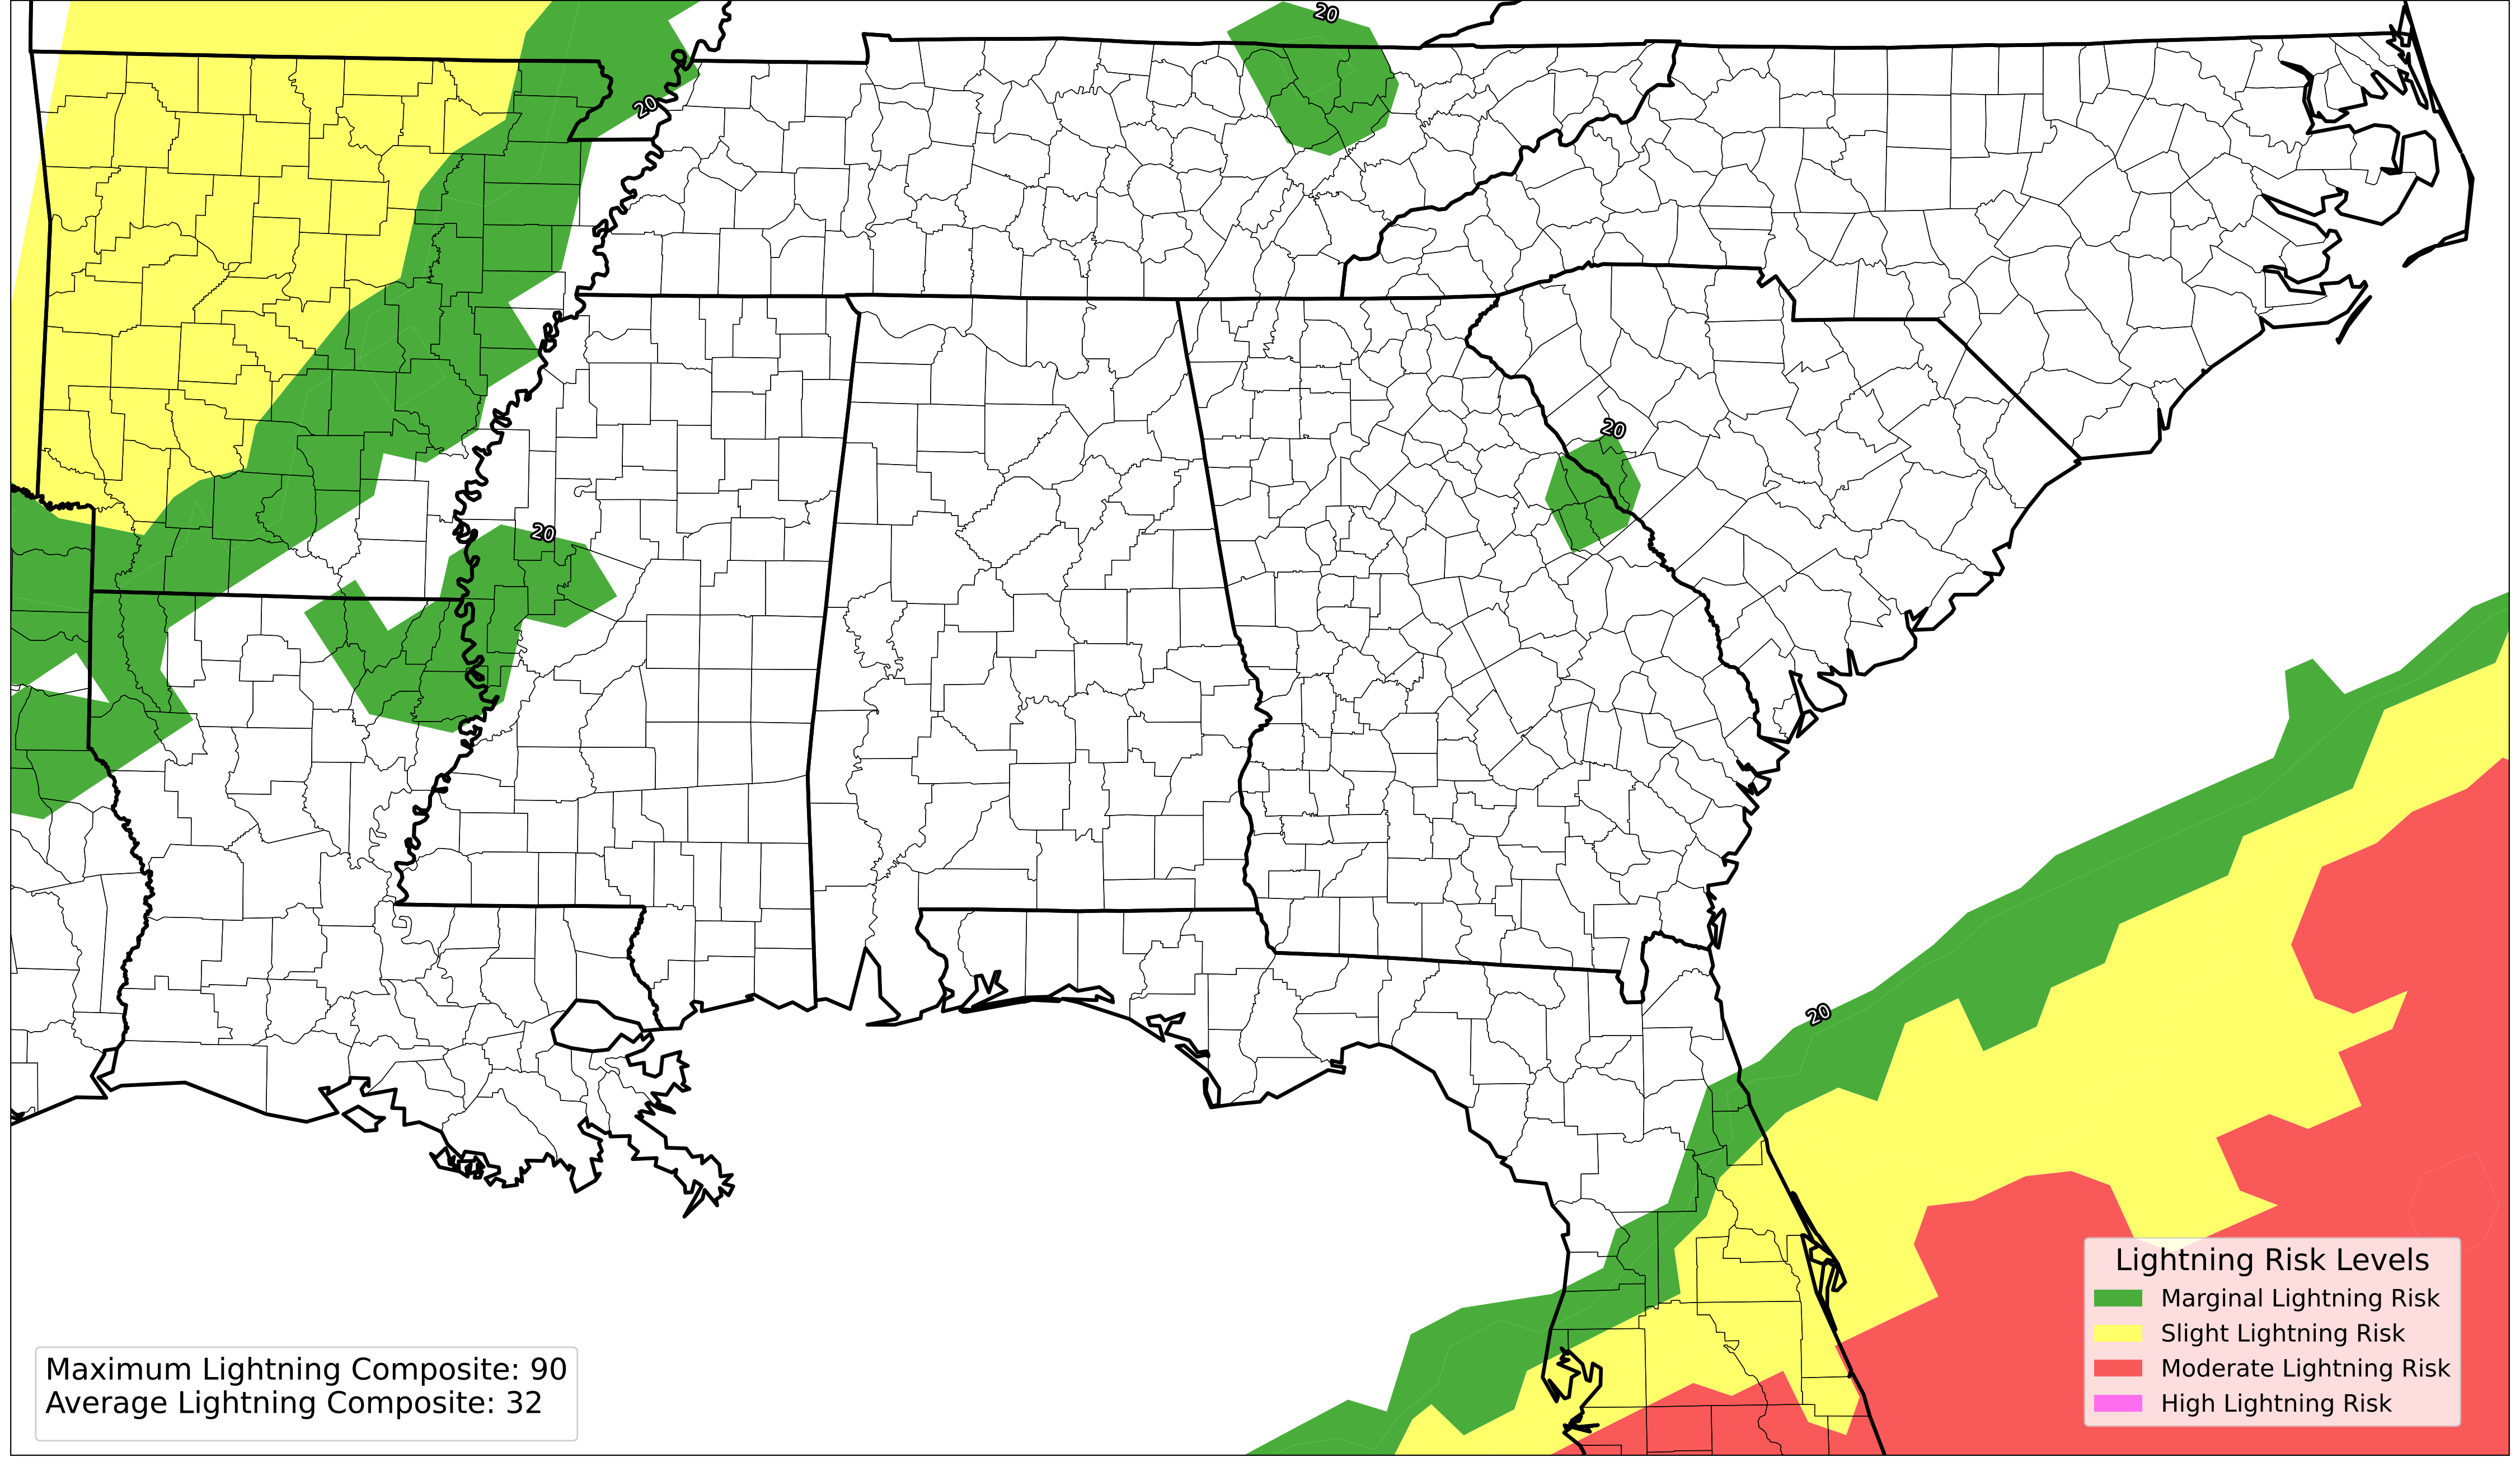 20
20
20
20
20
Lightning Risk Levels
Marginal Lightning Risk
Slight Lightning Risk
Moderate Lightning Risk
High Lightning Risk
Maximum Lightning Composite: 90
Average Lightning Composite: 32